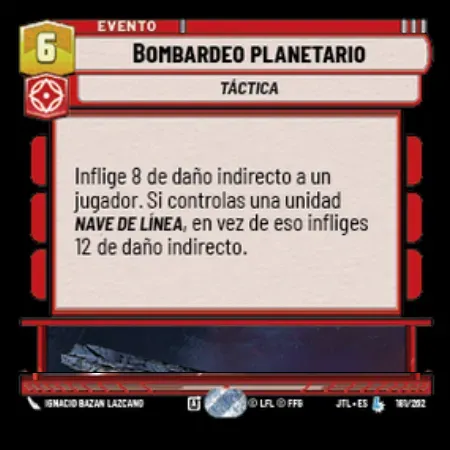 EVENTO
6
BOMBARDEO PLANETARIO
TÁCTICA
Inflige 8 de daño indirecto a un
jugador. Si controlas una unidad
NAVE DE LÍNEA, en vez de eso infliges
12 de daño indirecto.
IGNACIO BAZAN LAZCANO
© LFL ® FFG
JTL • ES
181/262